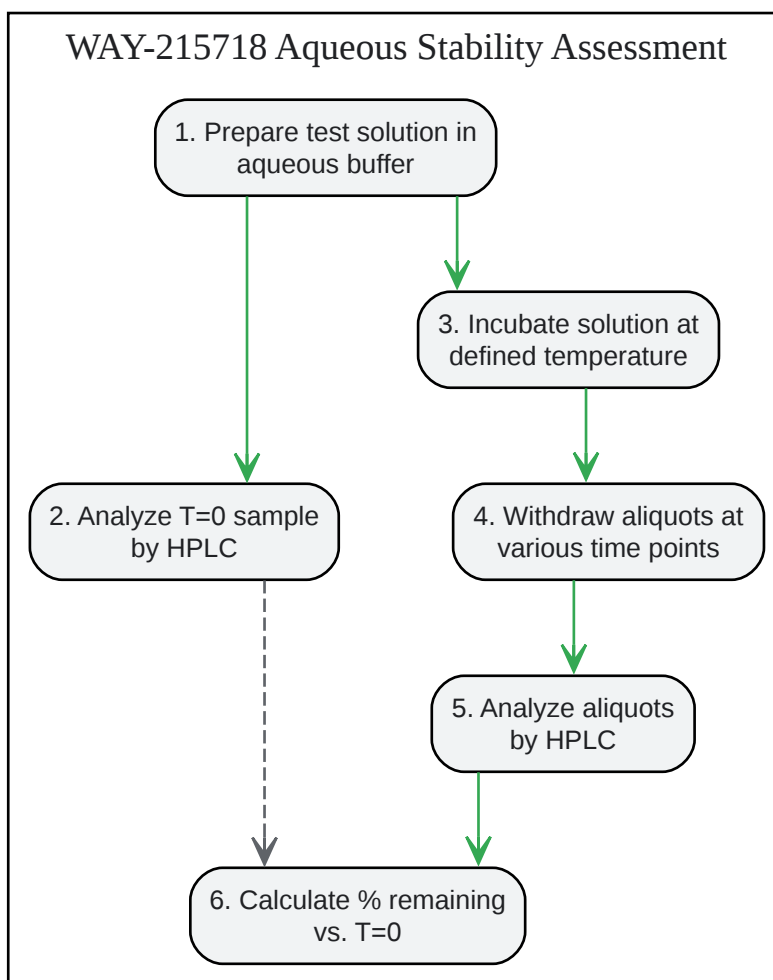 WAY-215718 Aqueous Stability Assessment
1. Prepare test solution in
aqueous buffer
3. Incubate solution at
defined temperature
2. Analyze T=0 sample
by HPLC
4. Withdraw aliquots at
various time points
5. Analyze aliquots
by HPLC
6. Calculate % remaining
vs. T=0